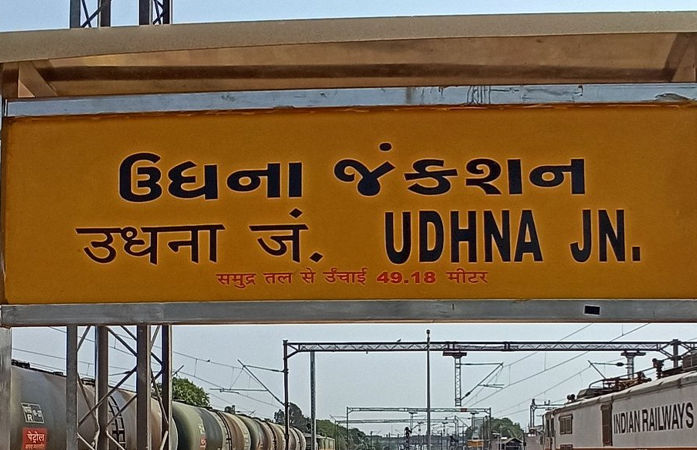 ઉધના જંકશન
उधना जं. UDHNA JN.
समुद्र तल से उंचाई 49.18 मीटर
पेट्रोल
INDIAN RAILWAYS